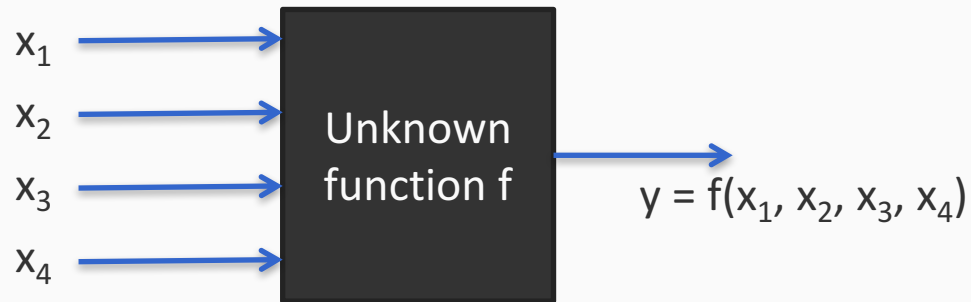 x₁
x₂
x₃
x₄
Unknown
function f
y = f(x₁, x₂, x₃, x₄)